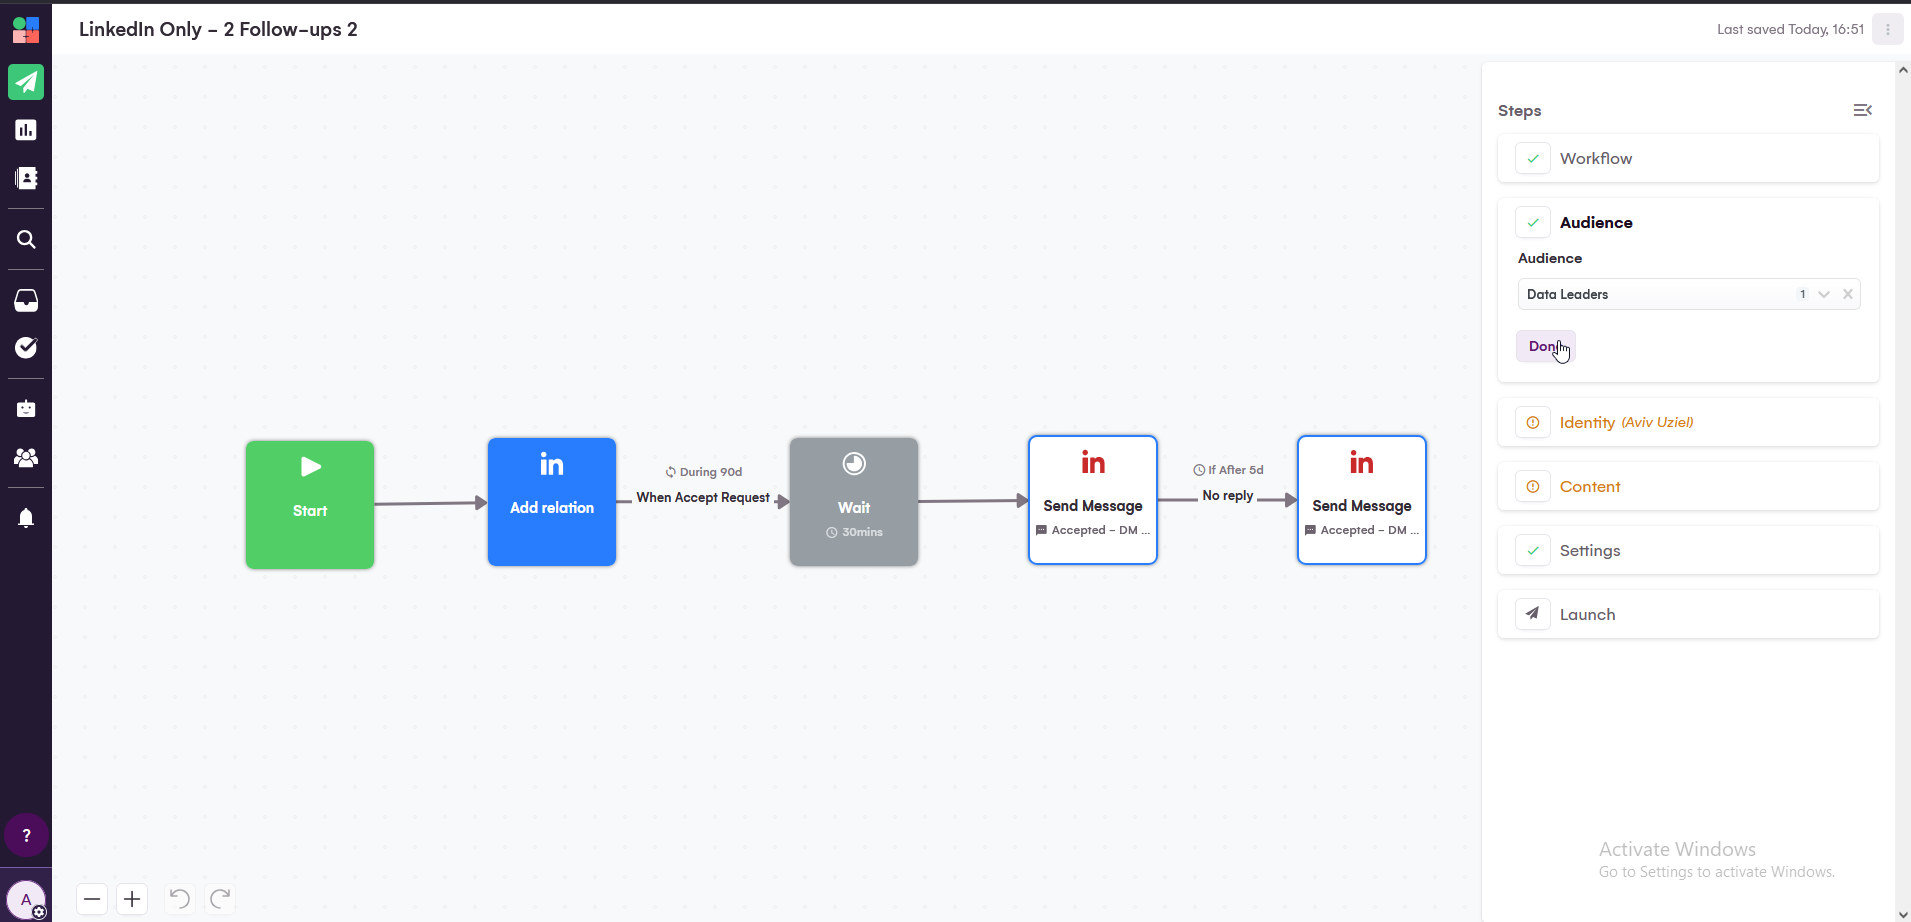 LinkedIn Only - 2 Follow-ups 2
Last saved Today, 16:51
Steps
Workflow
Audience
Audience
Data Leaders 1
Identity (Aviv Uziel)
Content
Settings
Launch
Start
in
Add relation
During 90d
When Accept Request
Wait
30mins
in
Send Message
Accepted - DM ...
If After 5d
No reply
in
Send Message
Accepted - DM ...
?
A
Activate Windows
Go to Settings to activate Windows.